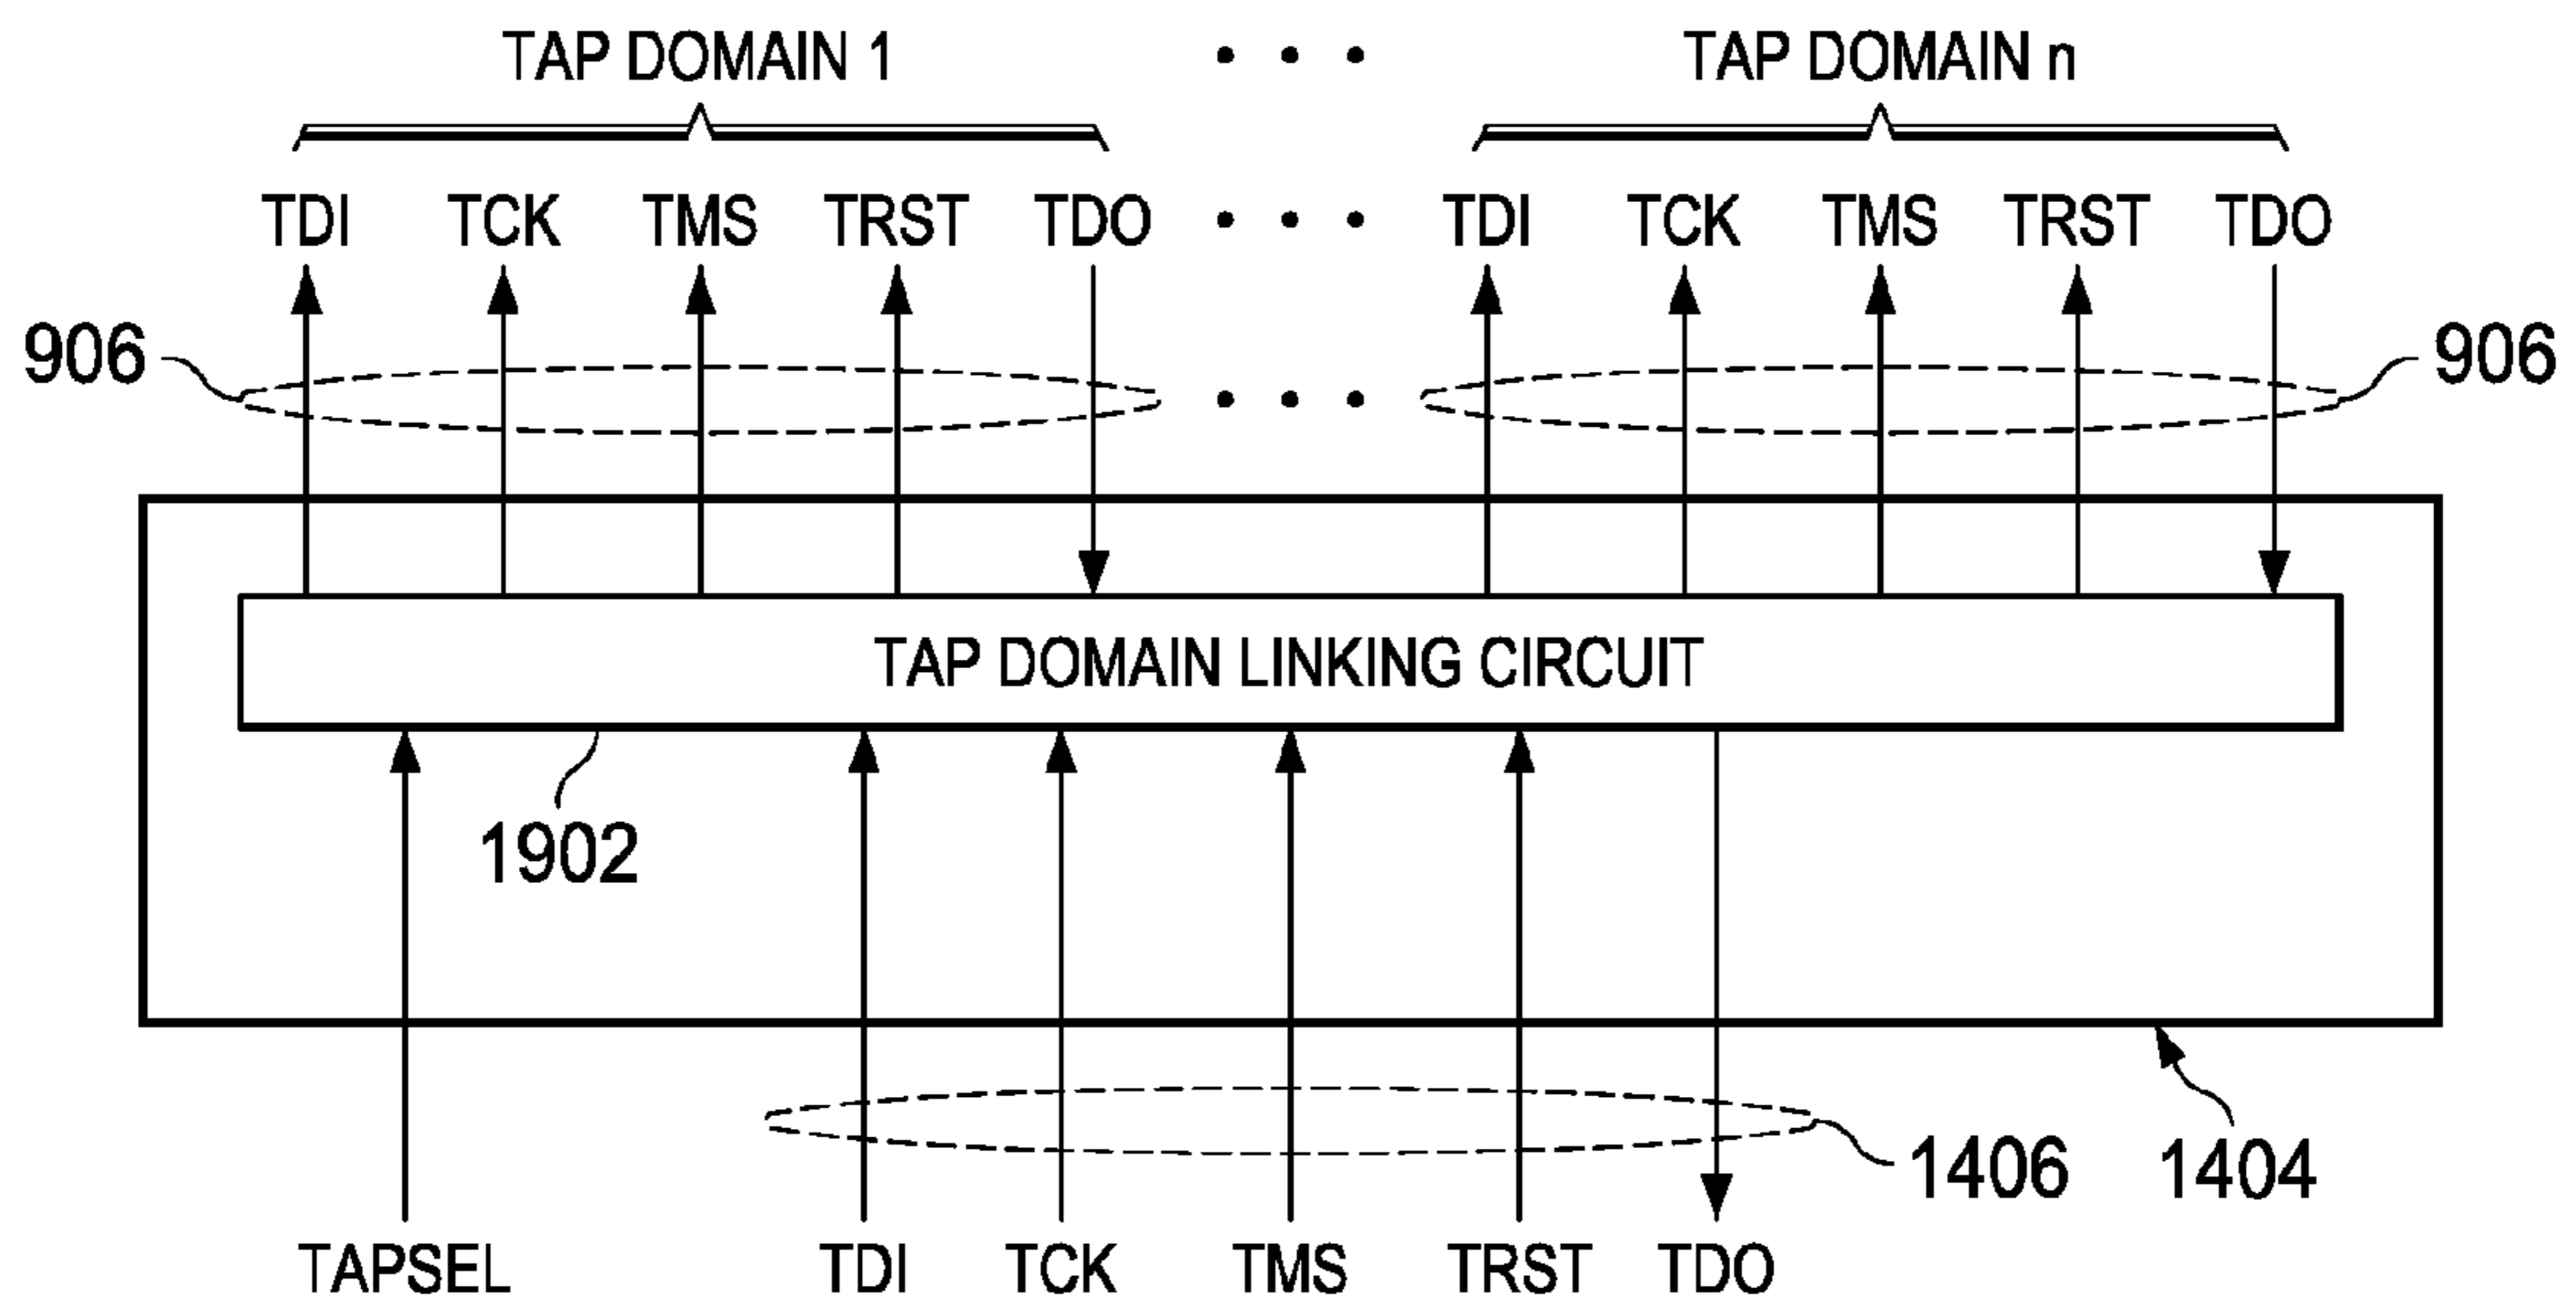 TAP DOMAIN 1 • • • TAP DOMAIN n
TDI TCK TMS TRST TDO • • • TDI TCK TMS TRST TDO
906 • • • 906
TAP DOMAIN LINKING CIRCUIT
1902
1406 1404
TAPSEL TDI TCK TMS TRST TDO